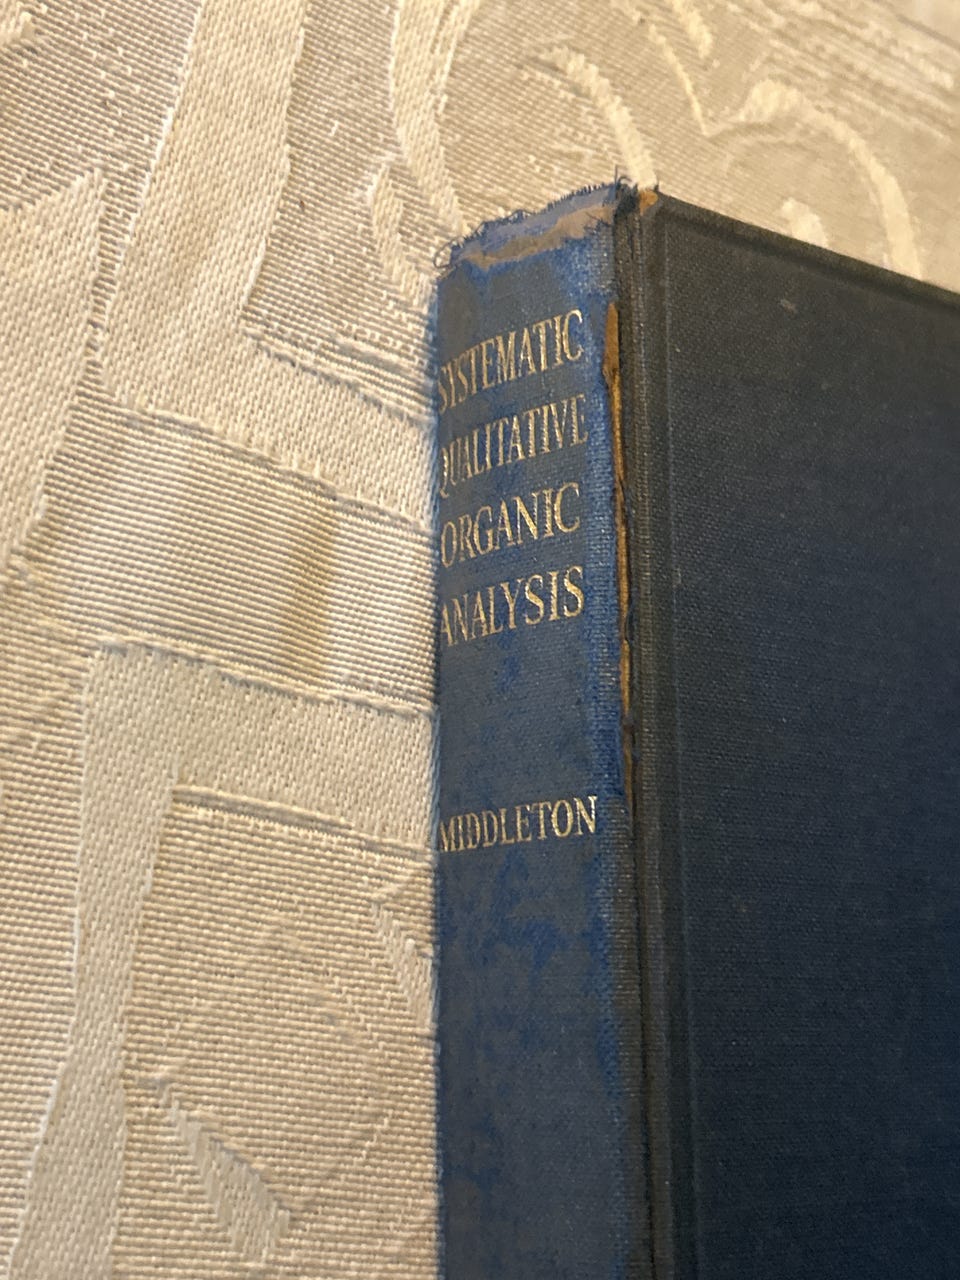 SYSTEMATIC
QUALITATIVE
ORGANIC
ANALYSIS
MIDDLETON